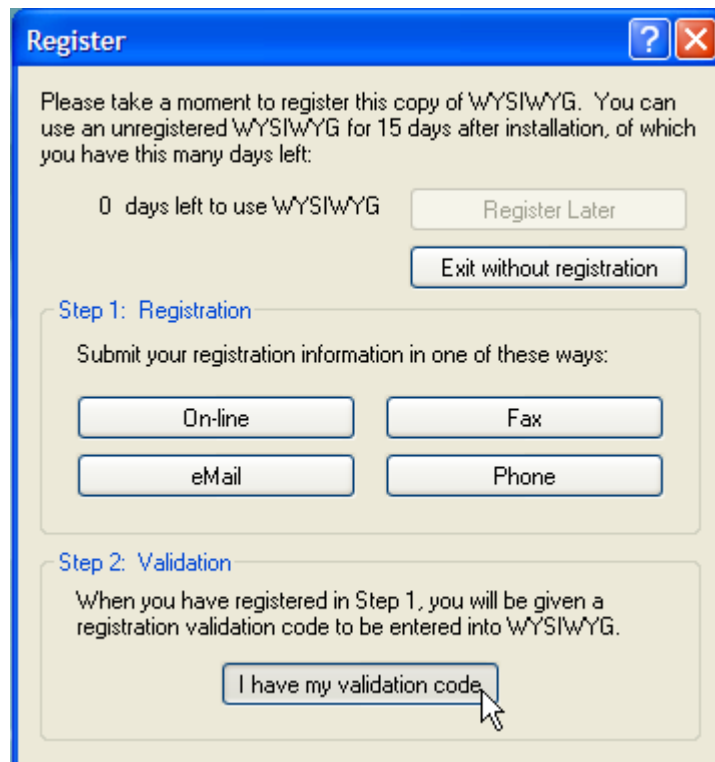 Register
Please take a moment to register this copy of WYSIWYG.  You can
use an unregistered WYSIWYG for 15 days after installation, of which
you have this many days left:
0  days left to use WYSIWYG
Register Later
Exit without registration
Step 1:  Registration
Submit your registration information in one of these ways:
On-line
Fax
eMail
Phone
Step 2:  Validation
When you have registered in Step 1, you will be given a
registration validation code to be entered into WYSIWYG.
I have my validation code